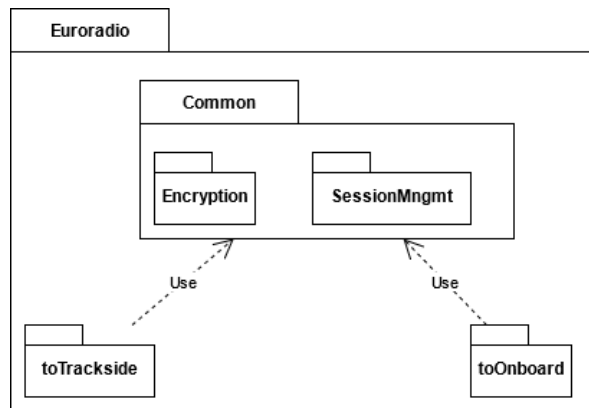 Euroradio
Common
Encryption
SessionMngmt
Use
Use
toTrackside
toOnboard